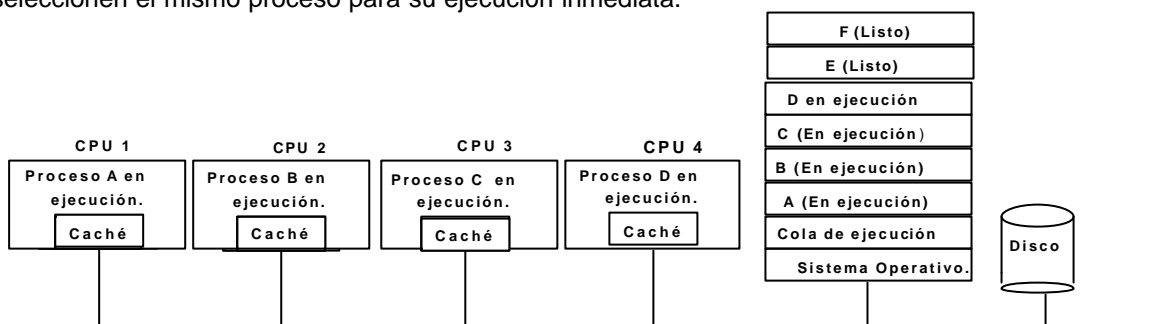 seleccionen el mismo proceso para su ejecución inmediata.
F (Listo)
E (Listo)
D en ejecución
C (En ejecución)
B (En ejecución)
A (En ejecución)
Cola de ejecución
Sistema Operativo.
CPU 1
Proceso A en
ejecución.
Caché
CPU 2
Proceso B en
ejecución.
Caché
CPU 3
Proceso C en
ejecución.
Caché
CPU 4
Proceso D en
ejecución.
Caché
Disco